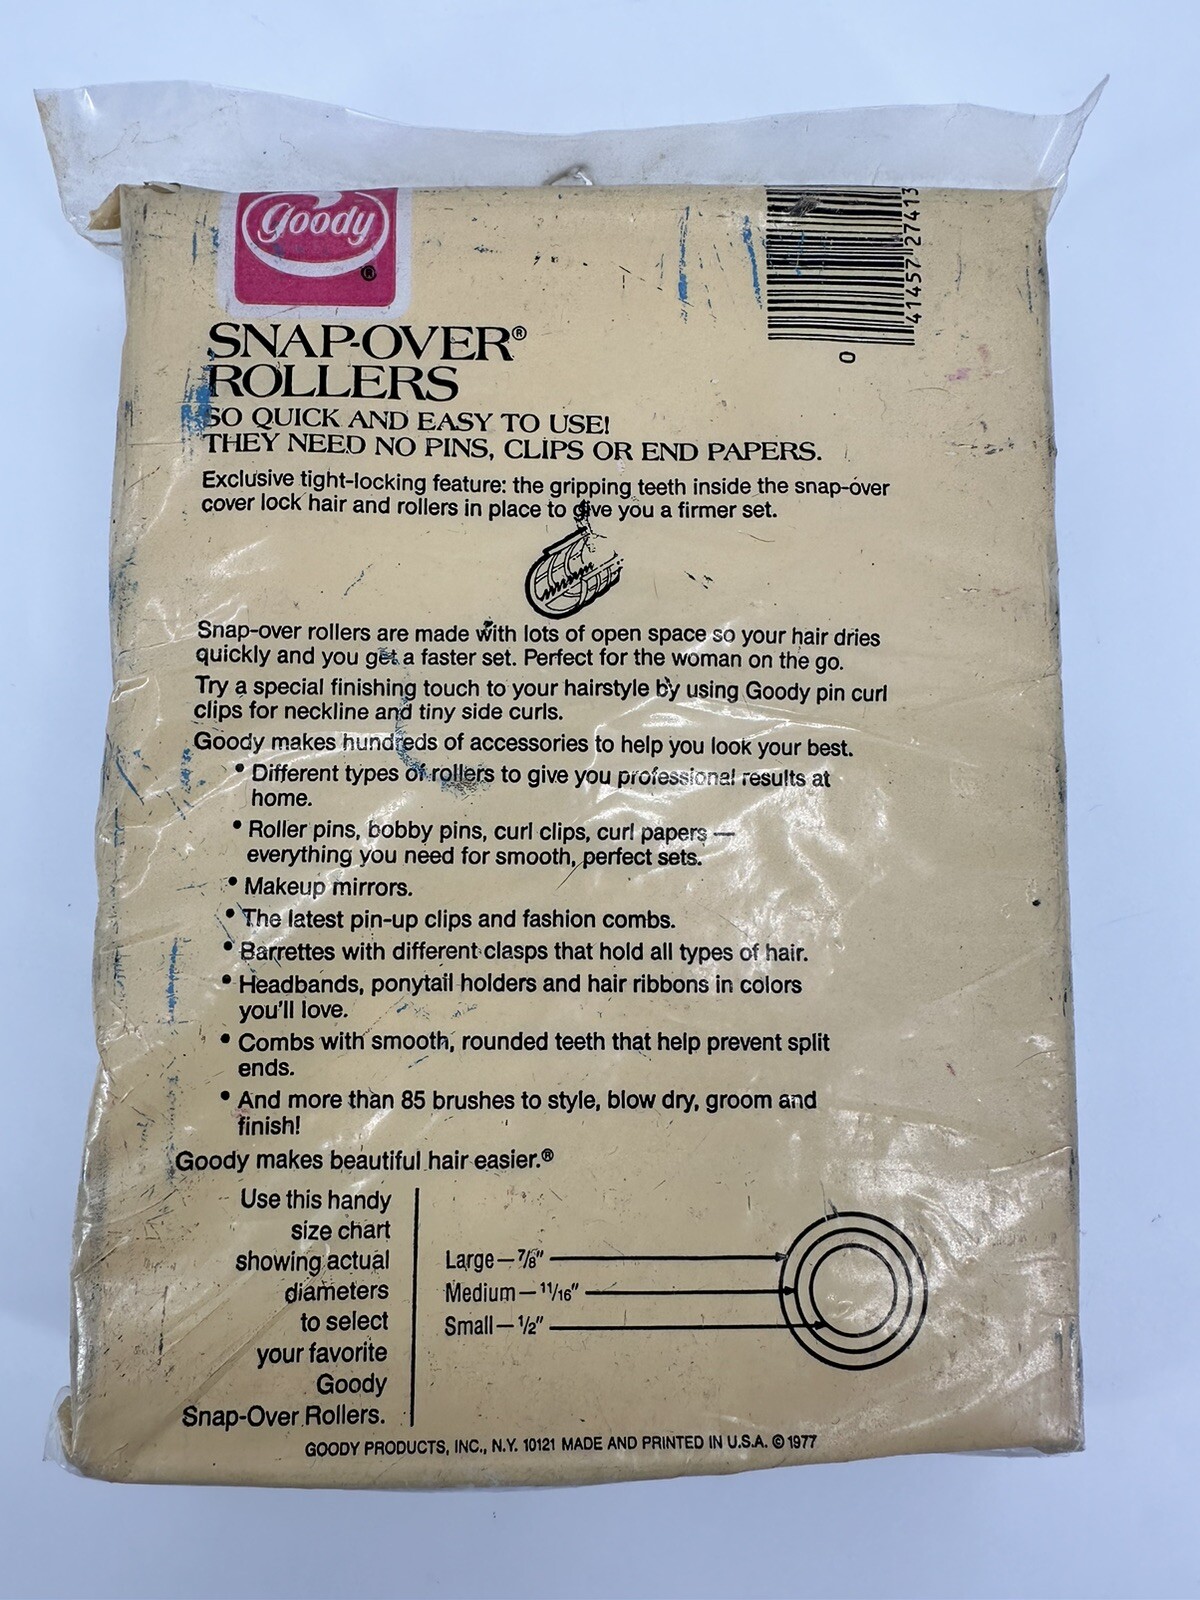 goody
®
0 41457 27413
SNAP-OVER®
ROLLERS
SO QUICK AND EASY TO USE!
THEY NEED NO PINS, CLIPS OR END PAPERS.
Exclusive tight-locking feature: the gripping teeth inside the snap-over
cover lock hair and rollers in place to give you a firmer set.
Snap-over rollers are made with lots of open space so your hair dries
quickly and you get a faster set. Perfect for the woman on the go.
Try a special finishing touch to your hairstyle by using Goody pin curl
clips for neckline and tiny side curls.
Goody makes hundreds of accessories to help you look your best.
• Different types of rollers to give you professional results at
home.
• Roller pins, bobby pins, curl clips, curl papers —
everything you need for smooth, perfect sets.
• Makeup mirrors.
• The latest pin-up clips and fashion combs.
• Barrettes with different clasps that hold all types of hair.
• Headbands, ponytail holders and hair ribbons in colors
you'll love.
• Combs with smooth, rounded teeth that help prevent split
ends.
• And more than 85 brushes to style, blow dry, groom and
finish!
Goody makes beautiful hair easier.®
Use this handy
size chart
showing actual
diameters
to select
your favorite
Goody
Snap-Over Rollers.
Large — 7/8"
Medium — 11/16"
Small — 1/2"
GOODY PRODUCTS, INC., N.Y. 10121 MADE AND PRINTED IN U.S.A. © 1977